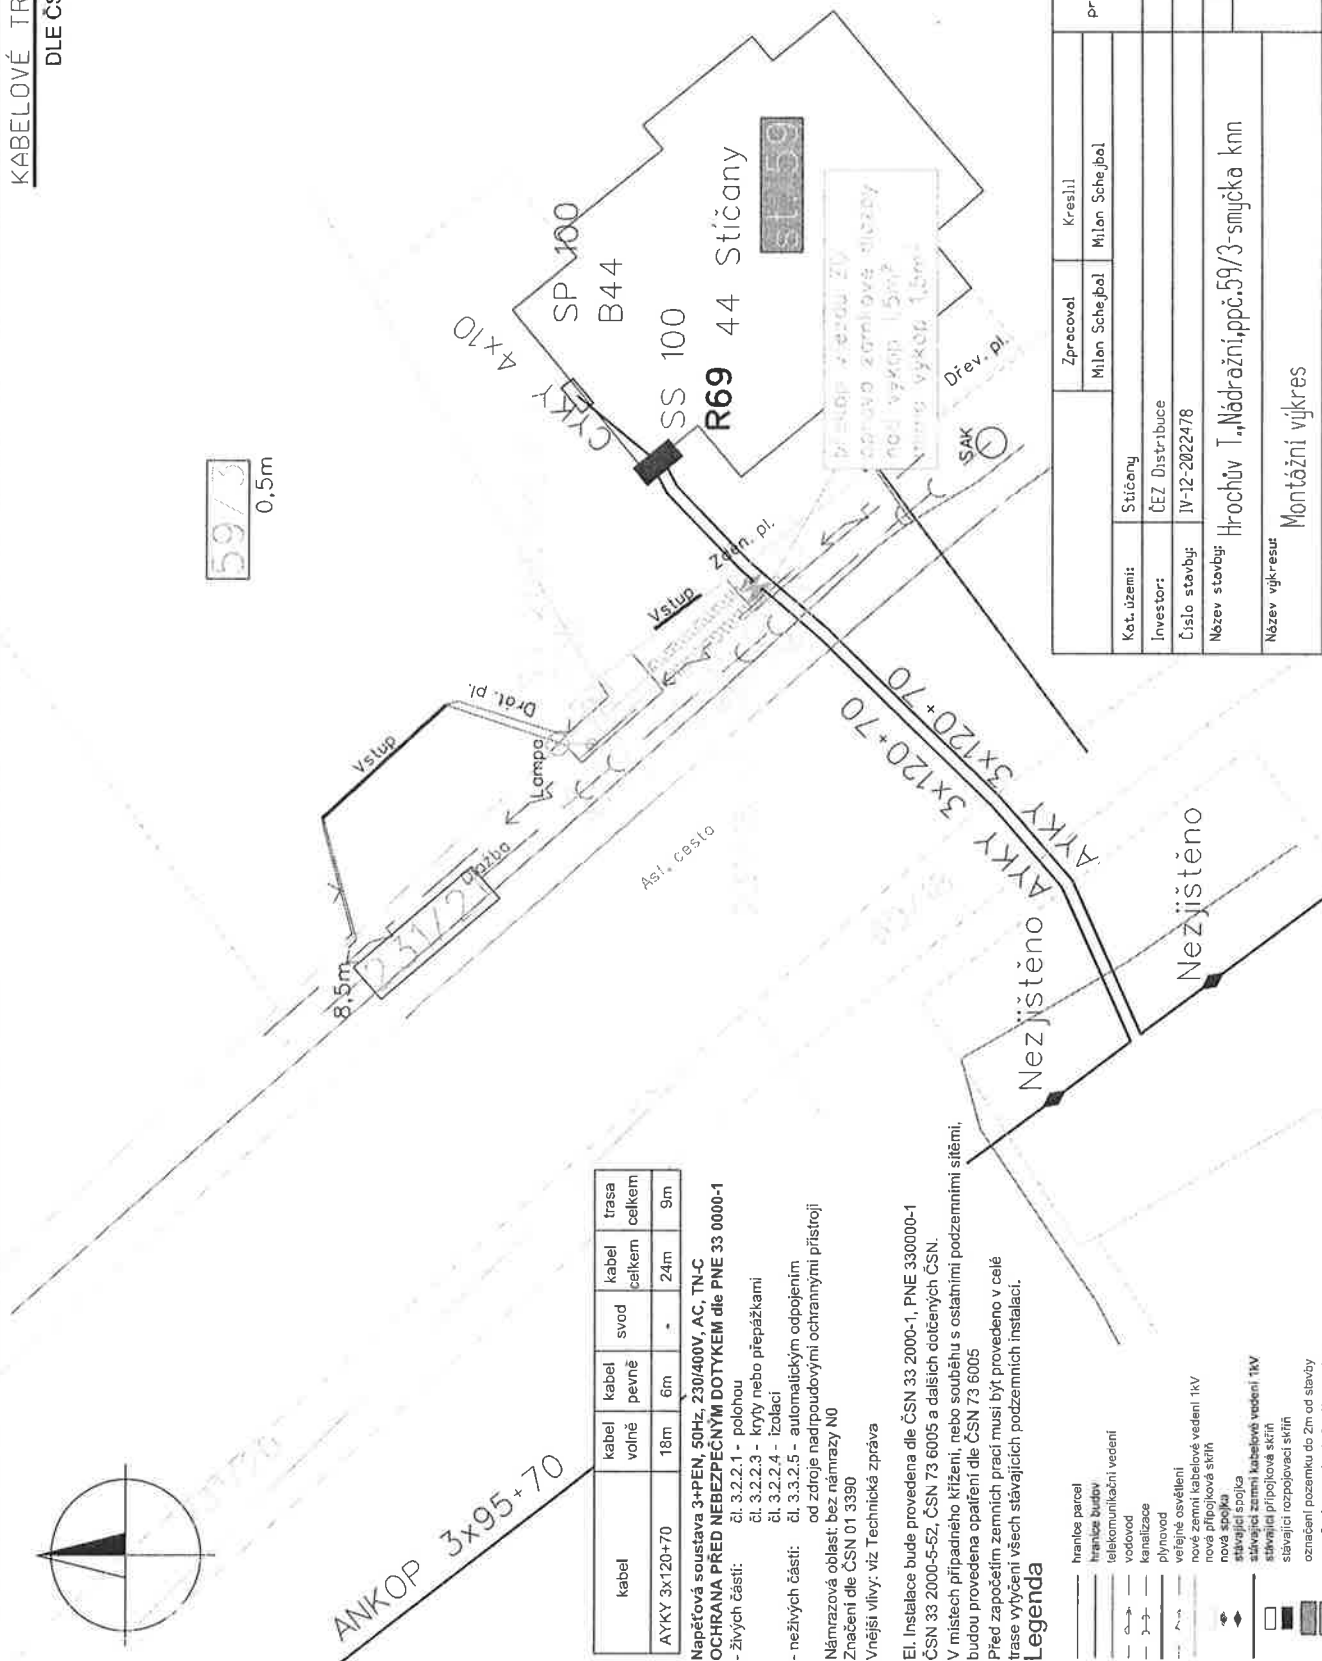 KABELOVÉ TR
DLE ČS
59/3
0,5m
CYKY 4x10
SP 100
B44
SS 100
R69 44 Stíčany
st.59
nad výkop 1,5m²
výkop 1,5m
Dřev. pl.
ISAK
Zděn. pl.
Vstup
Drát. pl.
Vstup
Lampa
Dlažba
231/2
8,5m
Asf. cesta
AYKY 3x120+70
AYKY 3x120+70
Nezjištěno
Nezjištěno
ANKOP 3x95+70
kabel | kabel volně | kabel pevně | svod | kabel celkem | trasa celkem
AYKY 3x120+70 | 18m | 6m | - | 24m | 9m
Napěťová soustava 3+PEN, 50Hz, 230/400V, AC, TN-C
OCHRANA PŘED NEBEZPEČNÝM DOTYKEM dle PNE 33 0000-1
- živých částí: čl. 3.2.2.1 - polohou
čl. 3.2.2.3 - kryty nebo přepážkami
čl. 3.2.2.4 - izolací
- neživých částí: čl. 3.3.2.5 - automatickým odpojením
od zdroje nadrpoudovými ochrannými přístroji
Námrazová oblast: bez námrazy N0
Značení dle ČSN 01 3390
Vnější vlivy: viz Technická zpráva
El. Instalace bude provedena dle ČSN 33 2000-1, PNE 330000-1
ČSN 33 2000-5-52, ČSN 73 6005 a dalších dotčených ČSN.
V místech případného křížení, nebo souběhu s ostatními podzemními sítěmi,
budou provedena opatření dle ČSN 73 6005
Před započetím zemních prací musí být provedeno v celé
trase vytyčení všech stávajících podzemních instalací.
Legenda
hranice parcel
hranice budov
telekomunikační vedení
vodovod
kanalizace
plynovod
veřejné osvětlení
nové zemní kabelové vedení 1kV
nová přípojková skříň
nová spojka
stávající spojka
stávající zemní kabelové vedení 1kV
stávající přípojková skříň
stávající rozpojovací skříň
označení pozemku do 2m od stavby
Zpracoval | Kreslil | pr
Milan Schejbal | Milan Schejbal
Kat. území: Stíčany
Investor: ČEZ Distribuce
Číslo stavby: IV-12-2022478
Název stavby: Hrochův T.,Nádražní,ppč.59/3-smyčka knn
Název výkresu: Montážní výkres